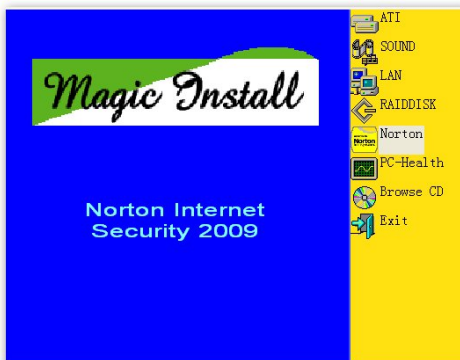 Magic Install
Norton Internet
Security 2009
ATI
SOUND
LAN
RAIDDISK
Norton
PC-Health
Browse CD
Exit